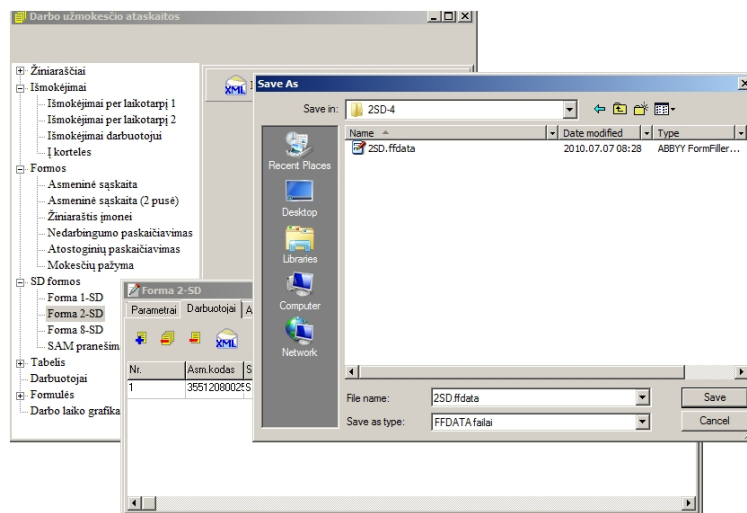 Darbo užmokesčio ataskaitos
Žiniaraščiai
Išmokėjimai
Išmokėjimai per laikotarpį 1
Išmokėjimai per laikotarpį 2
Išmokėjimai darbuotojui
Į korteles
Formos
Asmeninė sąskaita
Asmeninė sąskaita (2 pusė)
Žiniaraštis įmonei
Nedarbingumo paskaičiavimas
Atostoginių paskaičiavimas
Mokesčių pažyma
SD formos
Forma 1-SD
Forma 2-SD
Forma 8-SD
SAM pranešim
Tabelis
Darbuotojai
Formulės
Darbo laiko grafika
XML
Forma 2-SD
Parametrai Darbuotojai A
XML
Nr. Asm.kodas S
1 35512080025 S
Save As
Save in: 2SD-4
Name Date modified Type
2SD.ffdata 2010.07.07 08:28 ABBYY FormFiller...
Recent Places
Desktop
Libraries
Computer
Network
File name: 2SD.ffdata Save
Save as type: FFDATA failai Cancel